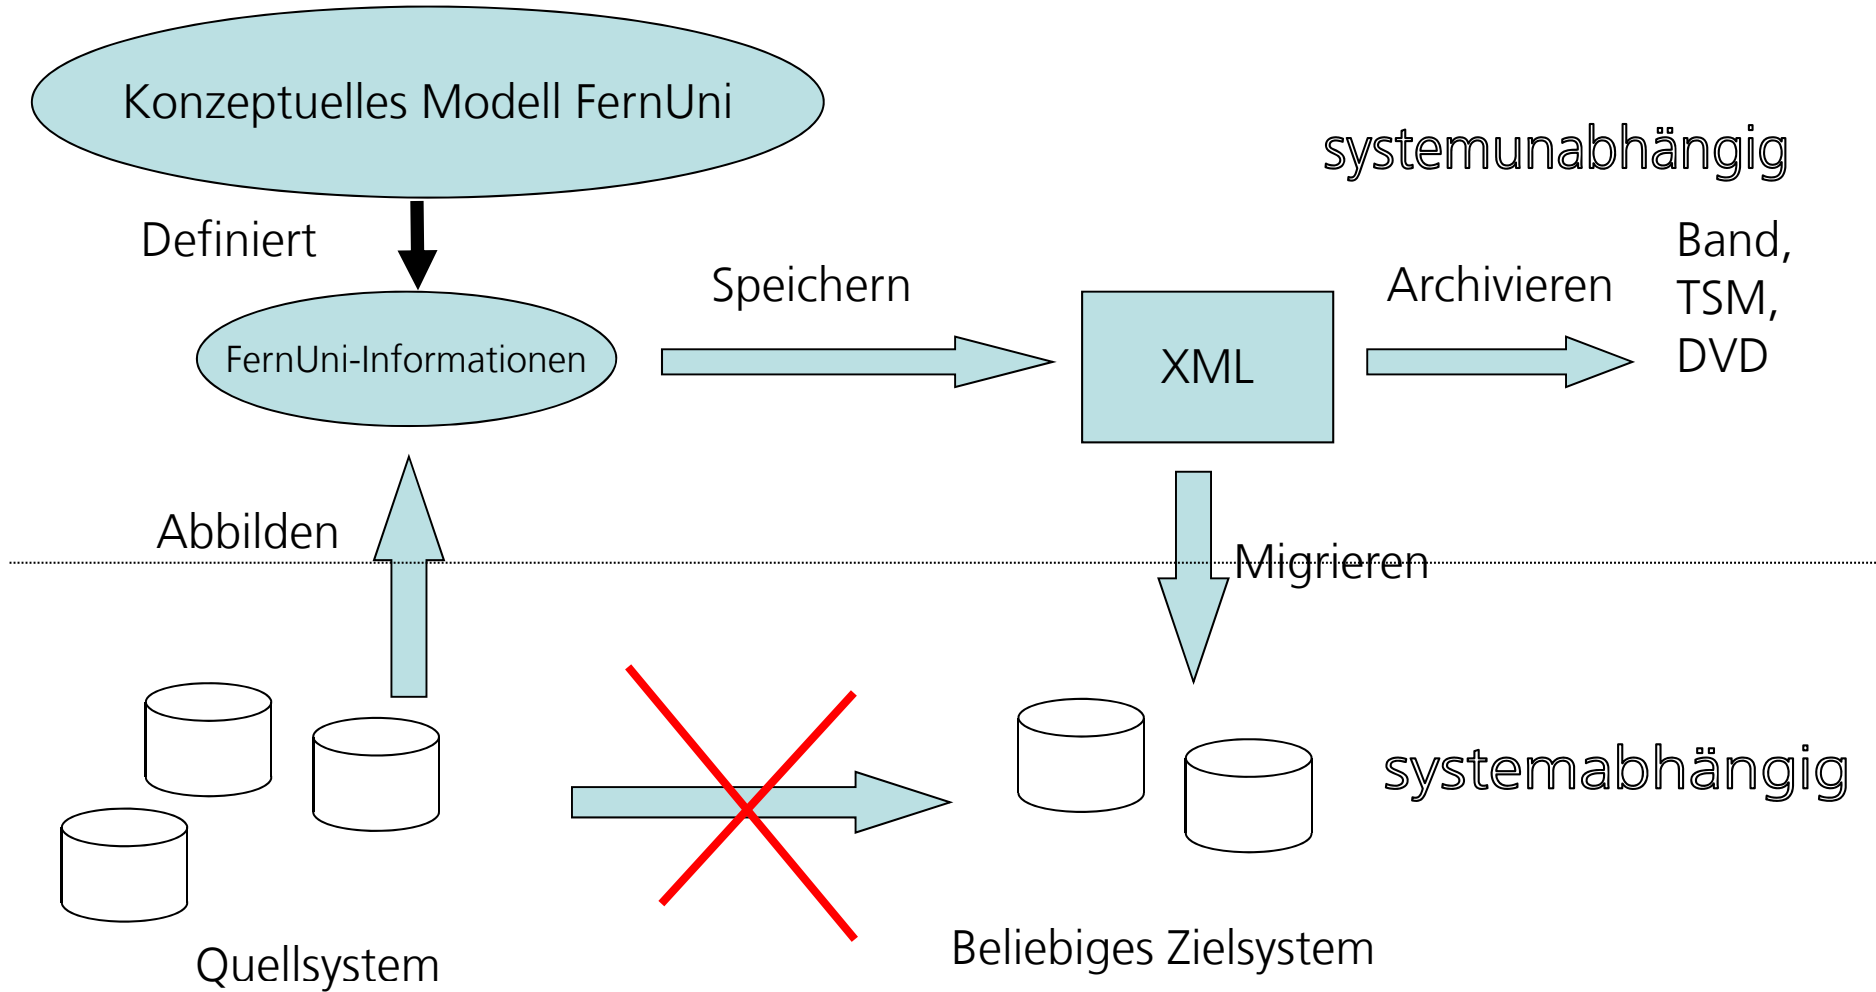 Konzeptuelles Modell FernUni
systemunabhängig
Definiert
Speichern
Archivieren
Band,
TSM,
DVD
FernUni-Informationen
XML
Abbilden
Migrieren
systemabhängig
Quellsystem
Beliebiges Zielsystem